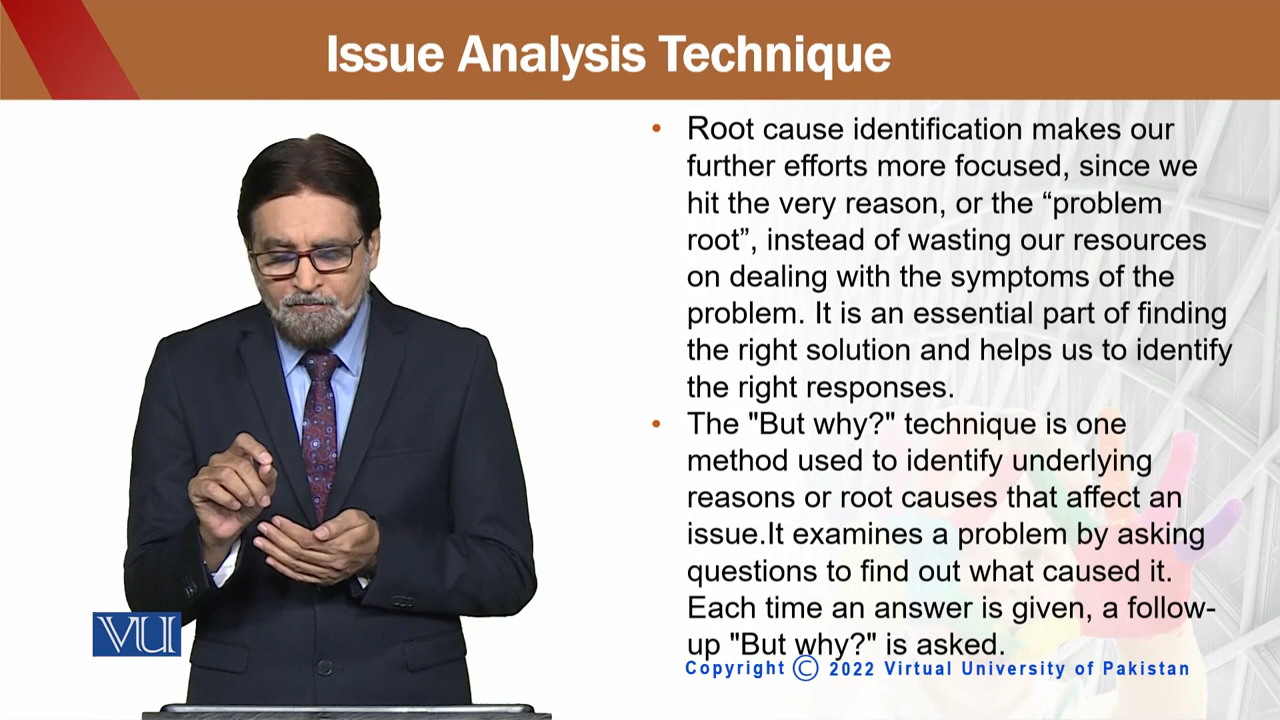 Issue Analysis Technique
• Root cause identification makes our
further efforts more focused, since we
hit the very reason, or the “problem
root”, instead of wasting our resources
on dealing with the symptoms of the
problem. It is an essential part of finding
the right solution and helps us to identify
the right responses.
• The "But why?" technique is one
method used to identify underlying
reasons or root causes that affect an
issue.It examines a problem by asking
questions to find out what caused it.
Each time an answer is given, a follow-
up "But why?" is asked.
VU
Copyright © 2022 Virtual University of Pakistan